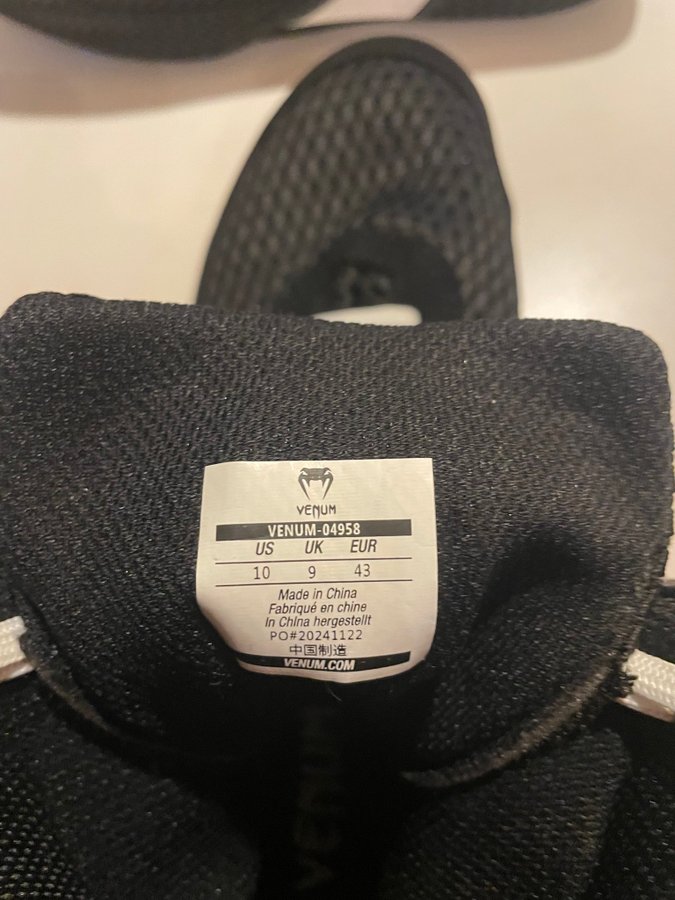 VENUM
VENUM-04958
US UK EUR
10 9 43
Made in China
Fabriqué en chine
In China hergestellt
PO#20241122
中国制造
VENUM.COM
VENUM